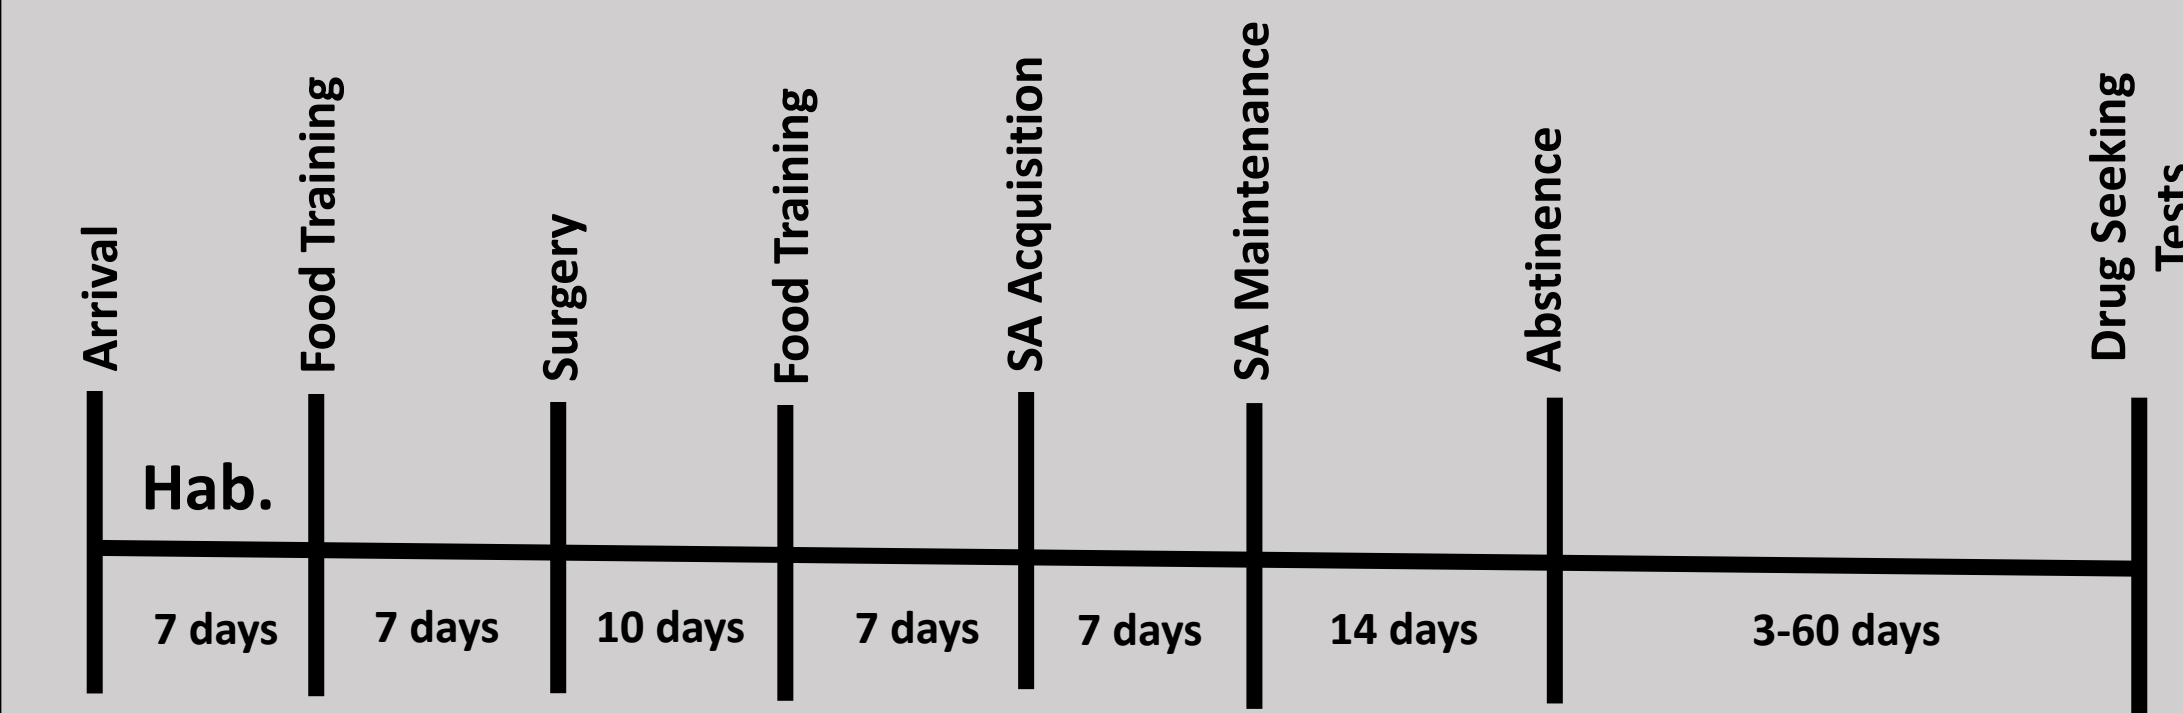 Arrival
Food Training
Surgery
Food Training
SA Acquisition
SA Maintenance
Abstinence
Drug Seeking
Tests
Hab.
7 days
7 days
10 days
7 days
7 days
14 days
3-60 days